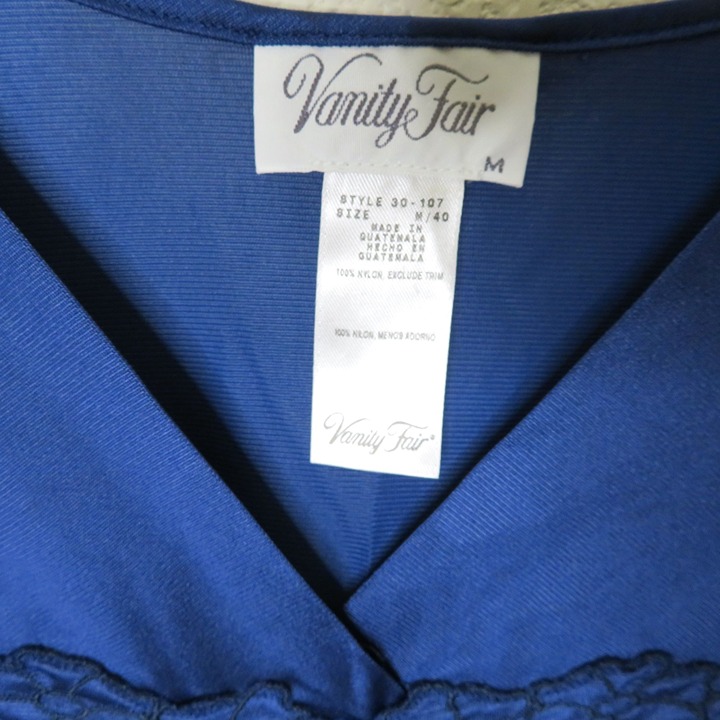 Vanity Fair
M
STYLE 30-107
SIZE M/40
MADE IN
GUATEMALA
HECHO EN
GUATEMALA
100% NYLON, EXCLUDE TRIM
100% NILON, MENOS ADORNO
Vanity Fair®